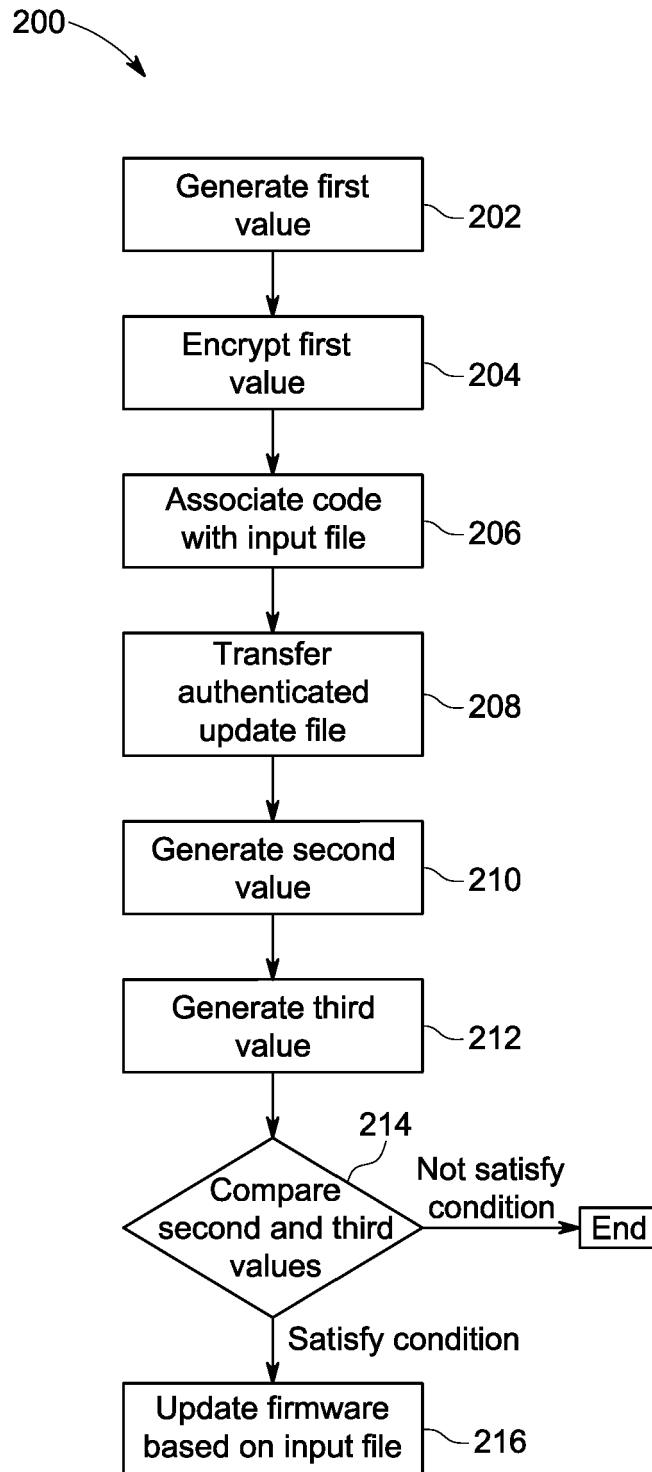 200
Generate first
value
202
Encrypt first
value
204
Associate code
with input file
206
Transfer
authenticated
update file
208
Generate second
value
210
Generate third
value
212
214
Compare
second and third
values
Not satisfy
condition
End
Satisfy condition
Update firmware
based on input file
216